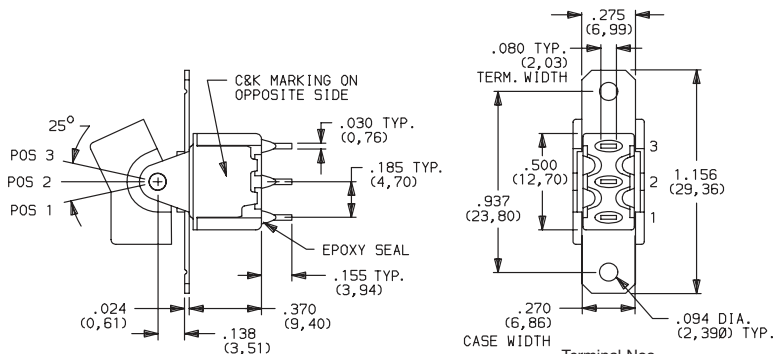 .275
(6,99)
.080 TYP.
(2,03)
TERM. WIDTH
C&K MARKING ON
OPPOSITE SIDE
.030 TYP.
(0,76)
25°
POS 3
POS 2
POS 1
.185 TYP.
(4,70)
3
.500
(12,70)
2
1.156
(29,36)
.937
(23,80)
1
EPOXY SEAL
.155 TYP.
(3,94)
.024
(0,61)
.370
(9,40)
.138
(3,51)
.270
(6,86)
CASE WIDTH
.094 DIA.
(2,390) TYP.
Terminal Nos.